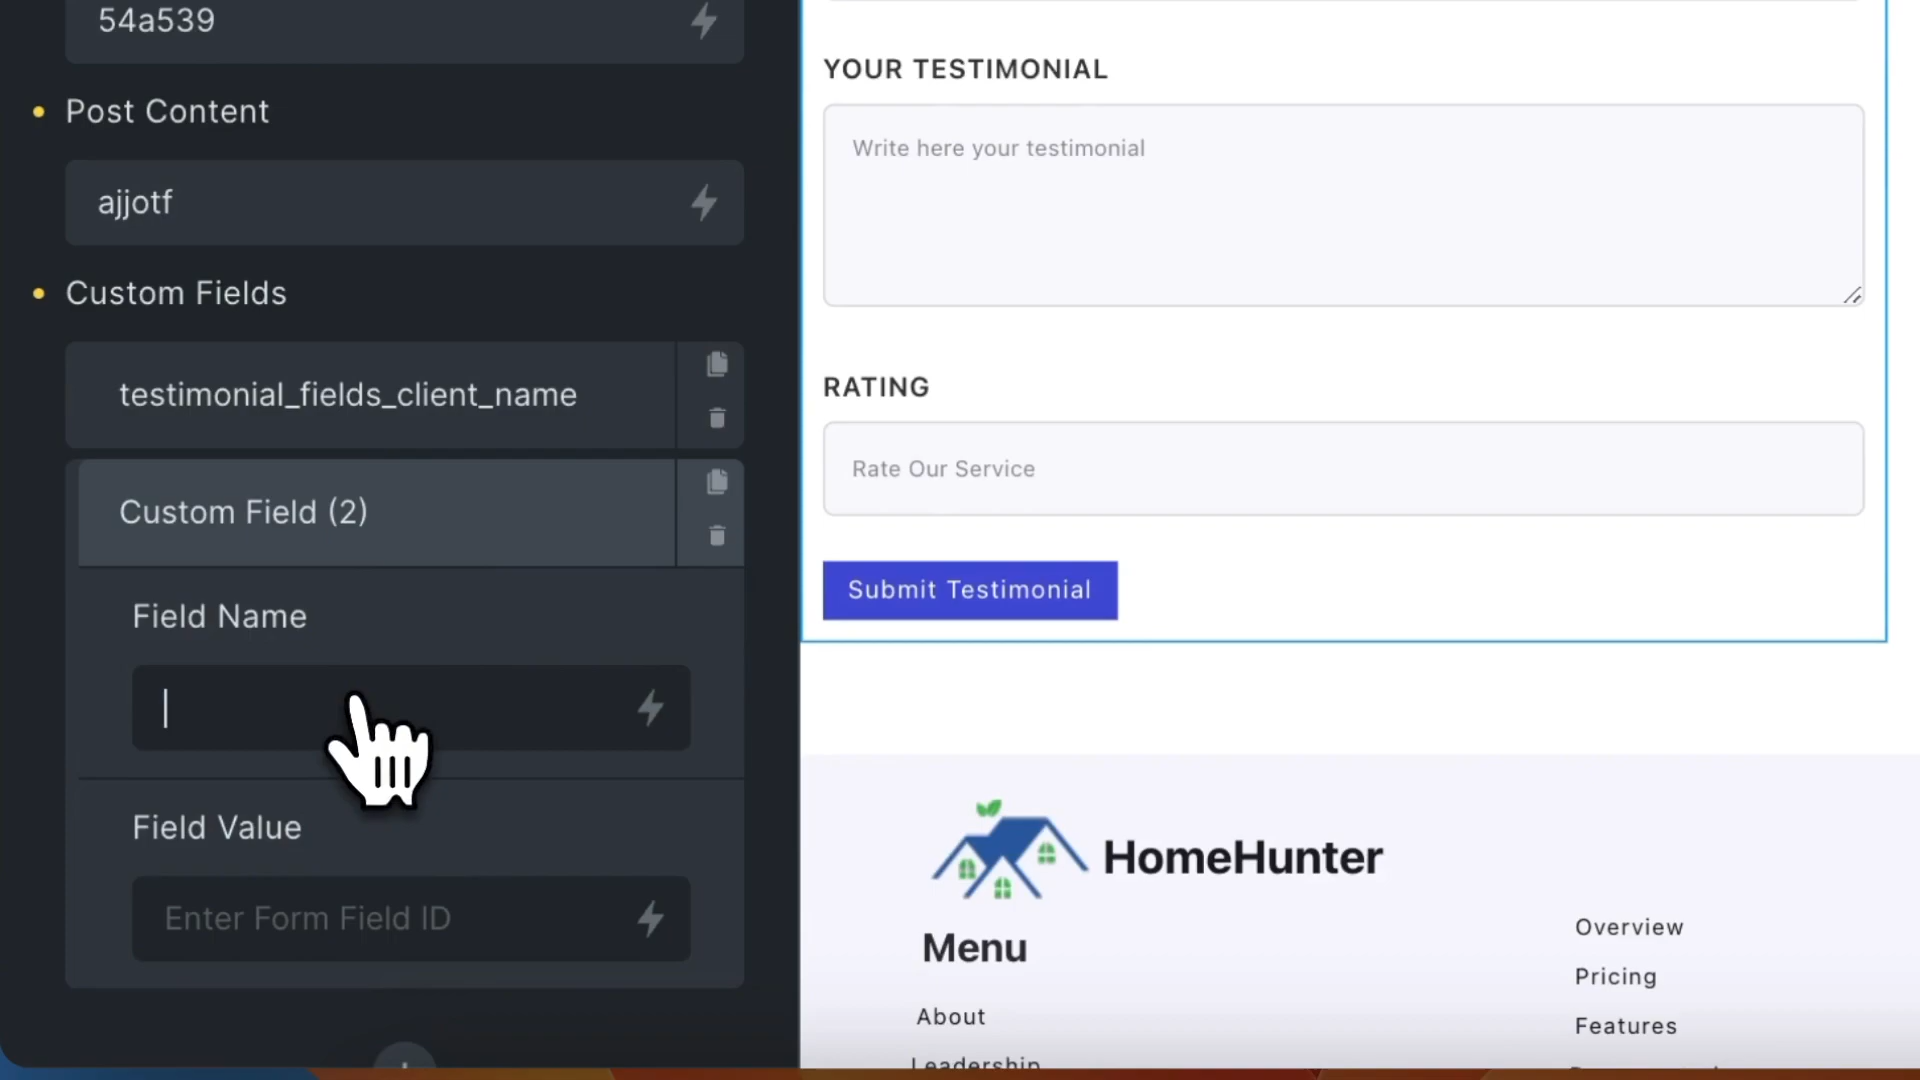 54a539
Post Content
ajjotf
Custom Fields
testimonial_fields_client_name
Custom Field (2)
Field Name
Field Value
Enter Form Field ID
YOUR TESTIMONIAL
Write here your testimonial
RATING
Rate Our Service
Submit Testimonial
HomeHunter
Menu
About
Leadership
Overview
Pricing
Features